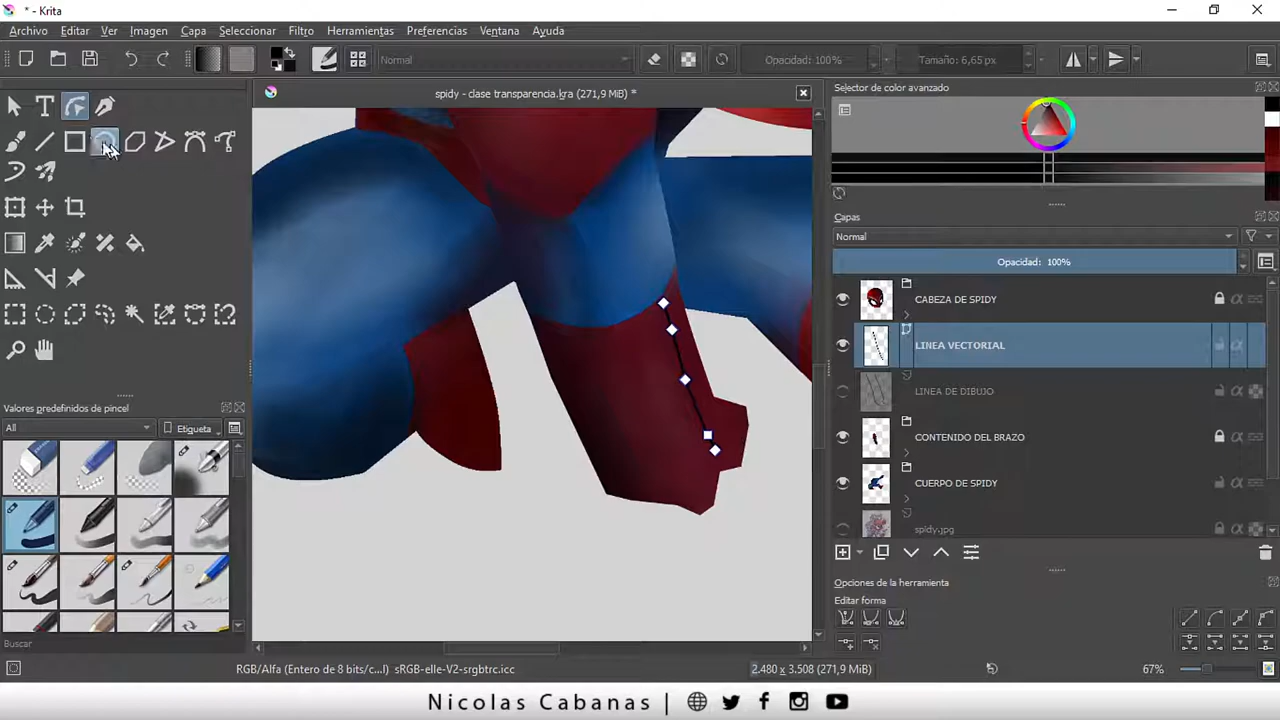 * - Krita
Archivo Editar Ver Imagen Capa Seleccionar Filtro Herramientas Preferencias Ventana Ayuda
Normal
Opacidad: 100%
Tamaño: 6,65 px
spidy - clase transparencia.kra (271,9 MiB) *
Selector de color avanzado
Capas
Normal
Opacidad: 100%
CABEZA DE SPIDY
LINEA VECTORIAL
LINEA DE DIBUJO
CONTENIDO DEL BRAZO
CUERPO DE SPIDY
spidy.jpg
Valores predefinidos de pincel
All
Etiqueta
Buscar
Opciones de la herramienta
Editar forma
RGB/Alfa (Entero de 8 bits/c...l) sRGB-elle-V2-srgbtrc.icc
2.480 x 3.508 (271,9 MiB)
67%
Nicolas Cabanas |